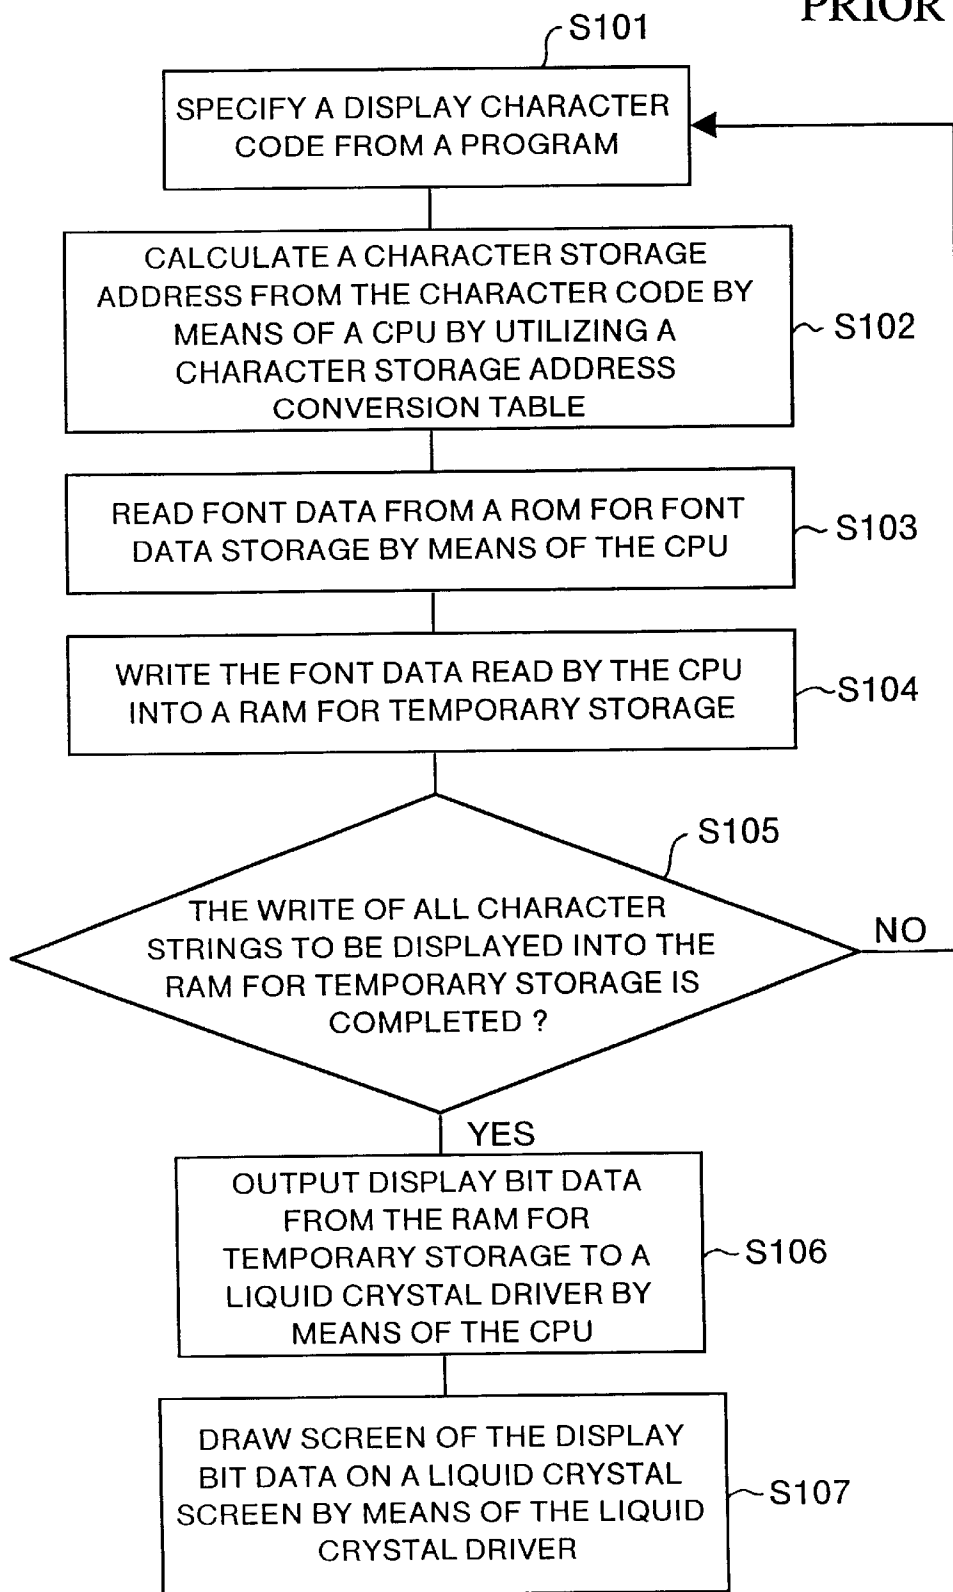 PRIOR
S101
SPECIFY A DISPLAY CHARACTER
CODE FROM A PROGRAM
CALCULATE A CHARACTER STORAGE
ADDRESS FROM THE CHARACTER CODE BY
MEANS OF A CPU BY UTILIZING A
CHARACTER STORAGE ADDRESS
CONVERSION TABLE
S102
READ FONT DATA FROM A ROM FOR FONT
DATA STORAGE BY MEANS OF THE CPU
S103
WRITE THE FONT DATA READ BY THE CPU
INTO A RAM FOR TEMPORARY STORAGE
S104
S105
THE WRITE OF ALL CHARACTER
STRINGS TO BE DISPLAYED INTO THE
RAM FOR TEMPORARY STORAGE IS
COMPLETED ?
NO
YES
OUTPUT DISPLAY BIT DATA
FROM THE RAM FOR
TEMPORARY STORAGE TO A
LIQUID CRYSTAL DRIVER BY
MEANS OF THE CPU
S106
DRAW SCREEN OF THE DISPLAY
BIT DATA ON A LIQUID CRYSTAL
SCREEN BY MEANS OF THE LIQUID
CRYSTAL DRIVER
S107